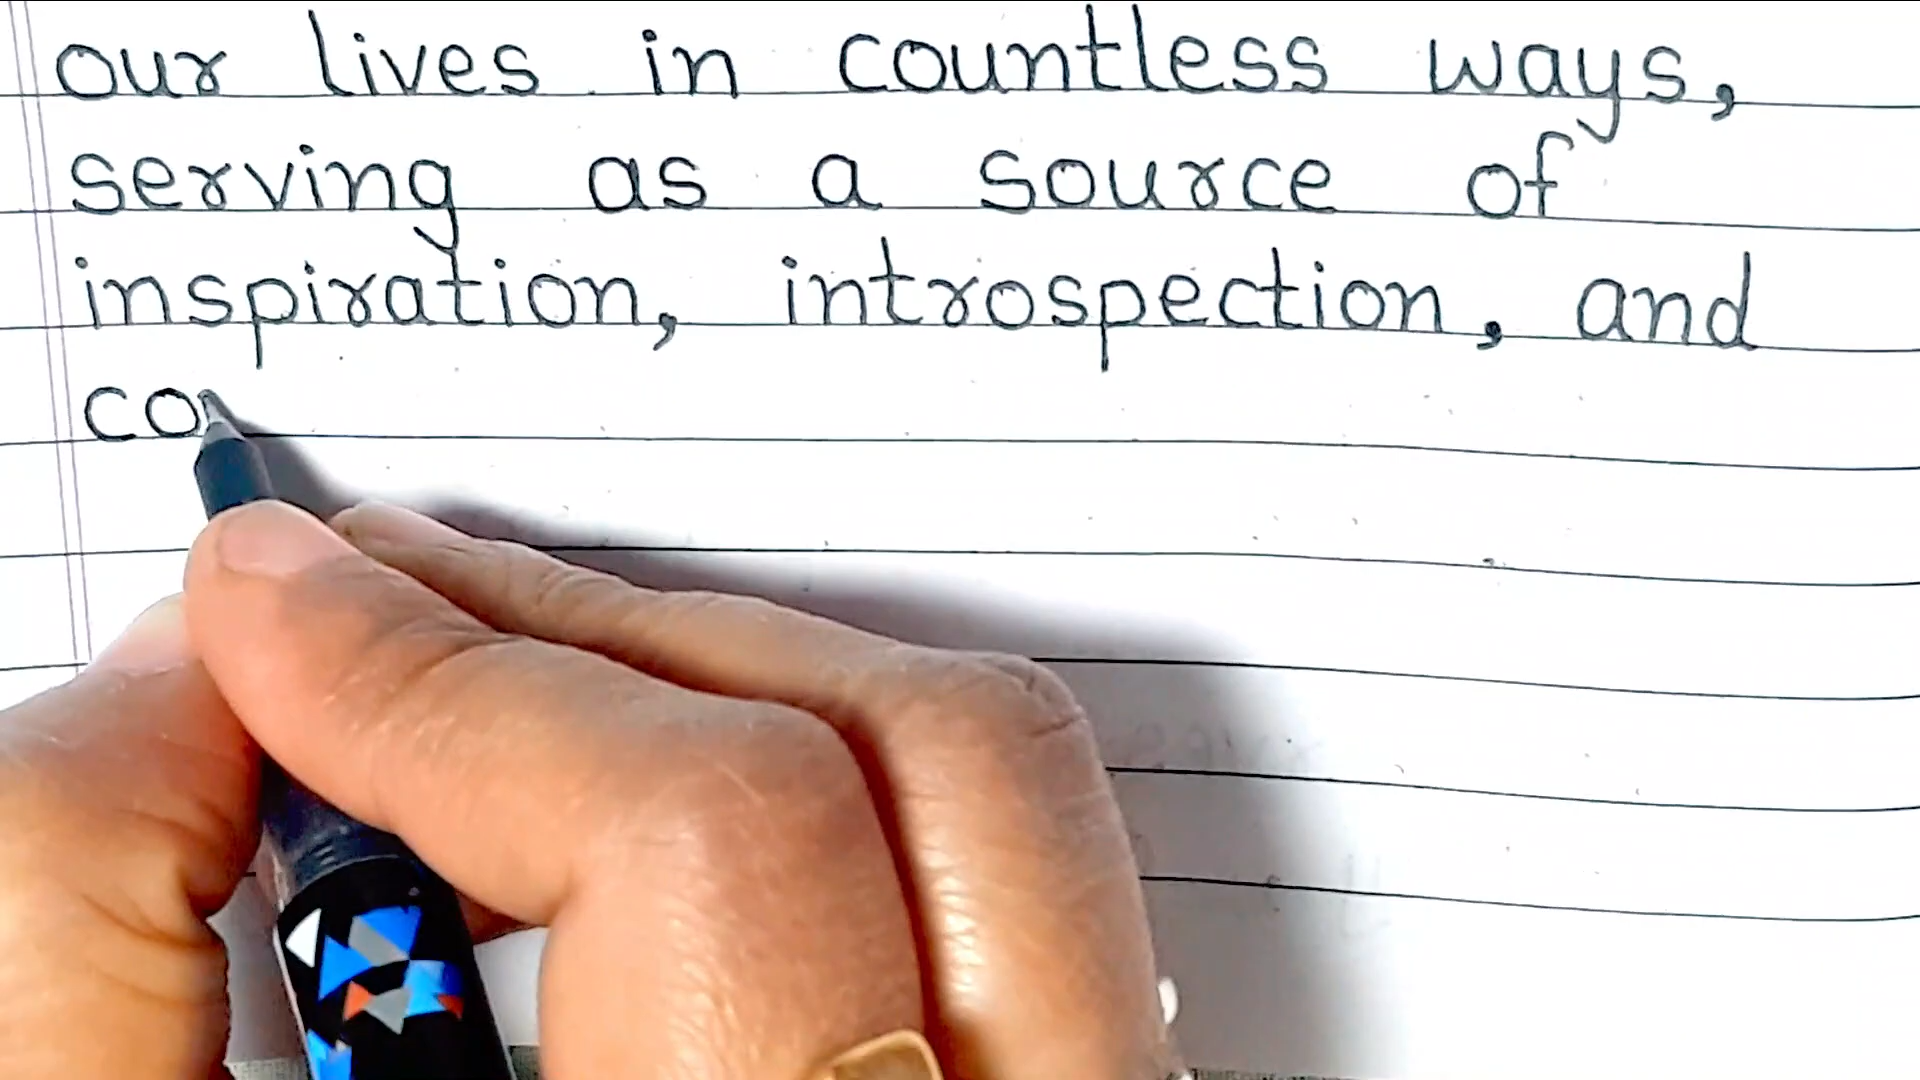 our lives in countless ways,
serving as a source of
inspiration, introspection, and
co